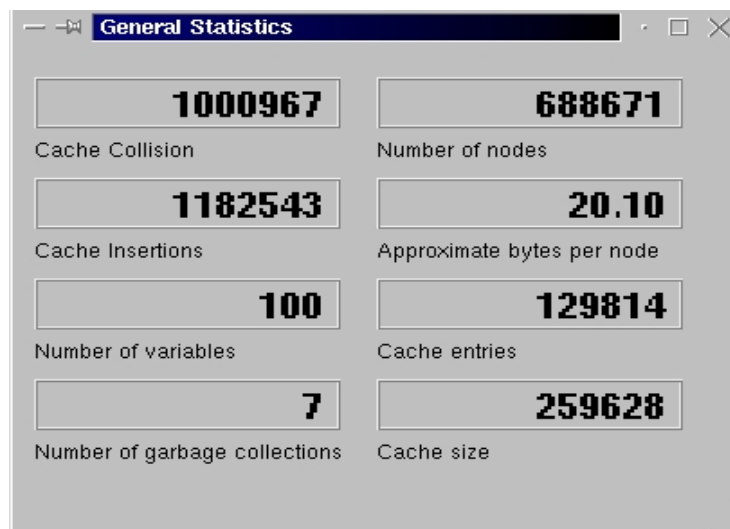 General Statistics
1000967 688671
Cache Collision Number of nodes
1182543 20.10
Cache Insertions Approximate bytes per node
100 129814
Number of variables Cache entries
7 259628
Number of garbage collections Cache size